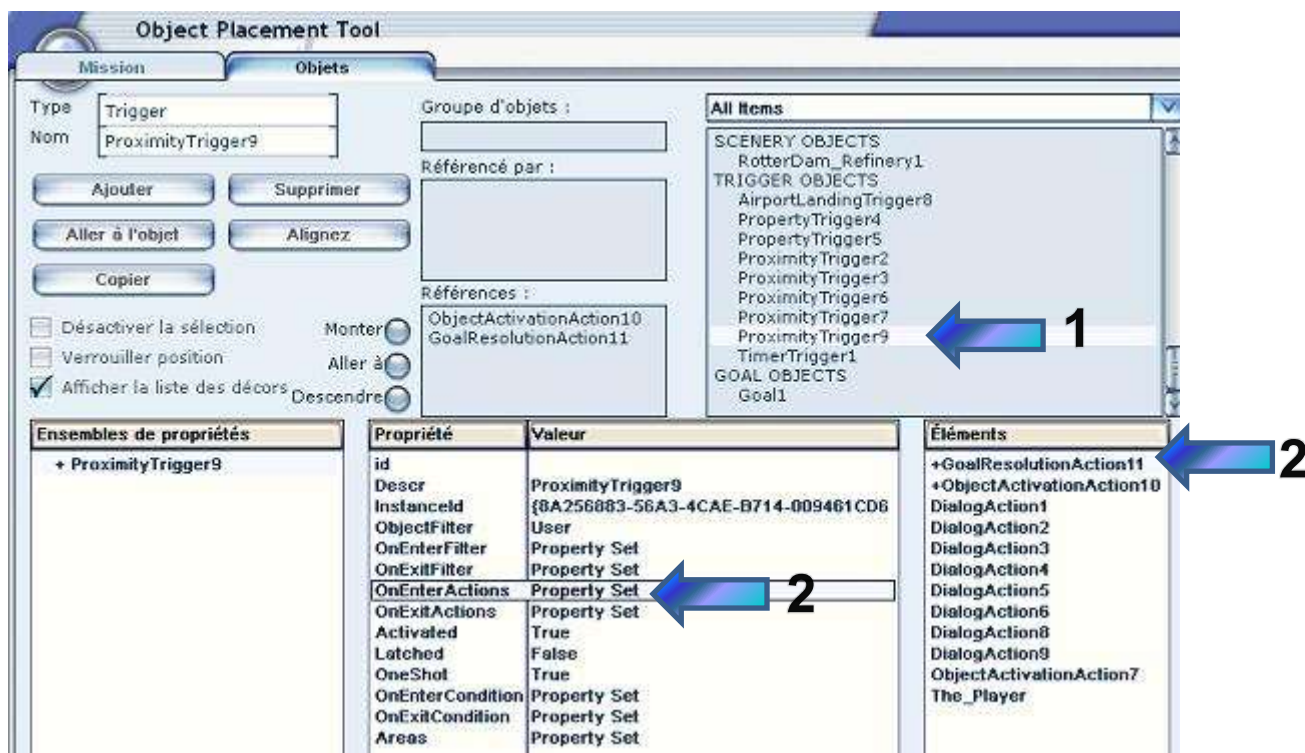 Object Placement Tool
Mission
Objets
Type
Trigger
Nom
ProximityTrigger9
Ajouter
Supprimer
Aller à l'objet
Alignez
Copier
Désactiver la sélection
Verrouiller position
Afficher la liste des décors
Monter
Aller à
Descendre
Groupe d'objets :
Référencé par :
Références :
ObjectActivationAction10
GoalResolutionAction11
All Items
SCENERY OBJECTS
RotterDam_Refinery1
TRIGGER OBJECTS
AirportLandingTrigger8
PropertyTrigger4
PropertyTrigger5
ProximityTrigger2
ProximityTrigger3
ProximityTrigger6
ProximityTrigger7
ProximityTrigger9
TimerTrigger1
GOAL OBJECTS
Goal1
1
Ensembles de propriétés
+ ProximityTrigger9
Propriété Valeur
id
Descr ProximityTrigger9
InstanceId {8A256883-56A3-4CAE-B714-009461CD6
ObjectFilter User
OnEnterFilter Property Set
OnExitFilter Property Set
OnEnterActions Property Set
OnExitActions Property Set
Activated True
Latched False
OneShot True
OnEnterCondition Property Set
OnExitCondition Property Set
Areas Property Set
2
Éléments
+GoalResolutionAction11
+ObjectActivationAction10
DialogAction1
DialogAction2
DialogAction3
DialogAction4
DialogAction5
DialogAction6
DialogAction8
DialogAction9
ObjectActivationAction7
The_Player
2